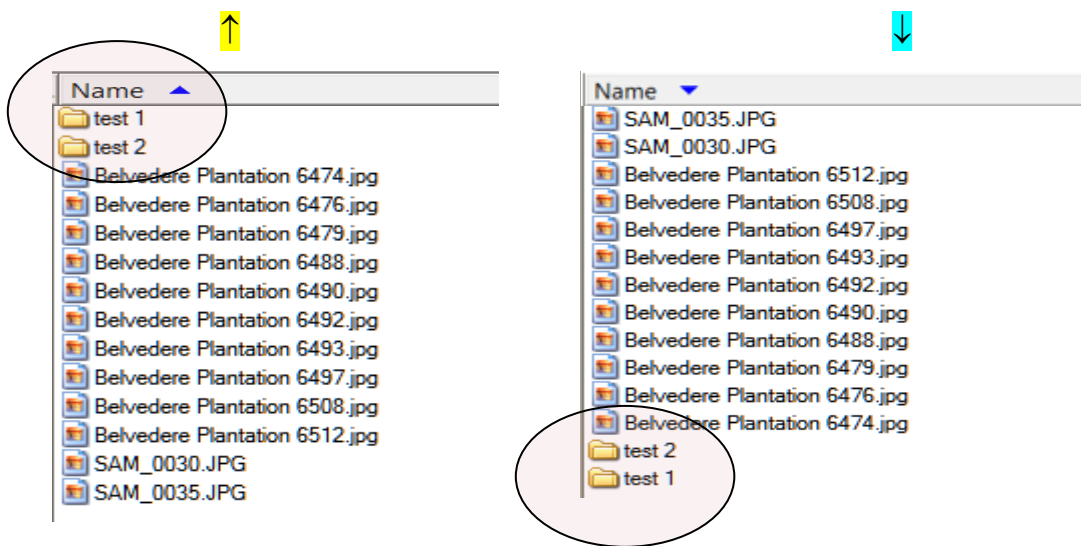 ↑
Name
test 1
test 2
Belvedere Plantation 6474.jpg
Belvedere Plantation 6476.jpg
Belvedere Plantation 6479.jpg
Belvedere Plantation 6488.jpg
Belvedere Plantation 6490.jpg
Belvedere Plantation 6492.jpg
Belvedere Plantation 6493.jpg
Belvedere Plantation 6497.jpg
Belvedere Plantation 6508.jpg
Belvedere Plantation 6512.jpg
SAM_0030.JPG
SAM_0035.JPG
↓
Name
SAM_0035.JPG
SAM_0030.JPG
Belvedere Plantation 6512.jpg
Belvedere Plantation 6508.jpg
Belvedere Plantation 6497.jpg
Belvedere Plantation 6493.jpg
Belvedere Plantation 6492.jpg
Belvedere Plantation 6490.jpg
Belvedere Plantation 6488.jpg
Belvedere Plantation 6479.jpg
Belvedere Plantation 6476.jpg
Belvedere Plantation 6474.jpg
test 2
test 1